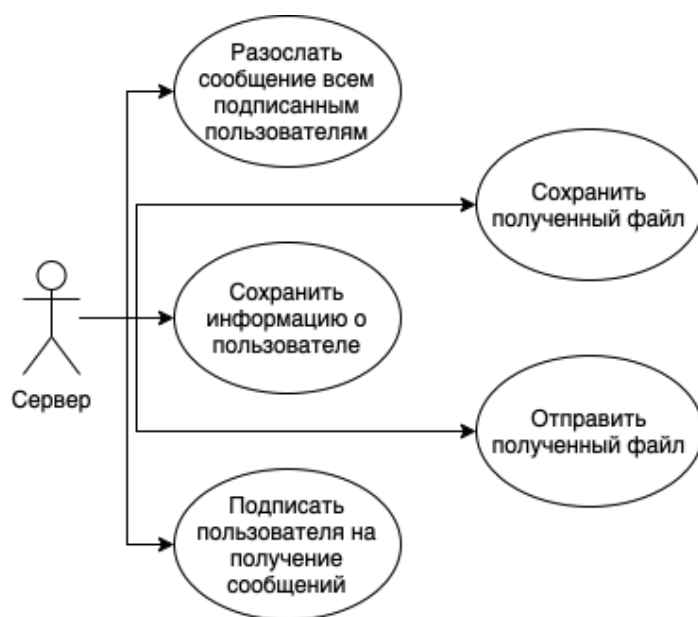 Разослать
сообщение всем
подписанным
пользователям
Сохранить
полученный файл
Сохранить
информацию о
пользователе
Сервер
Отправить
полученный файл
Подписать
пользователя на
получение
сообщений